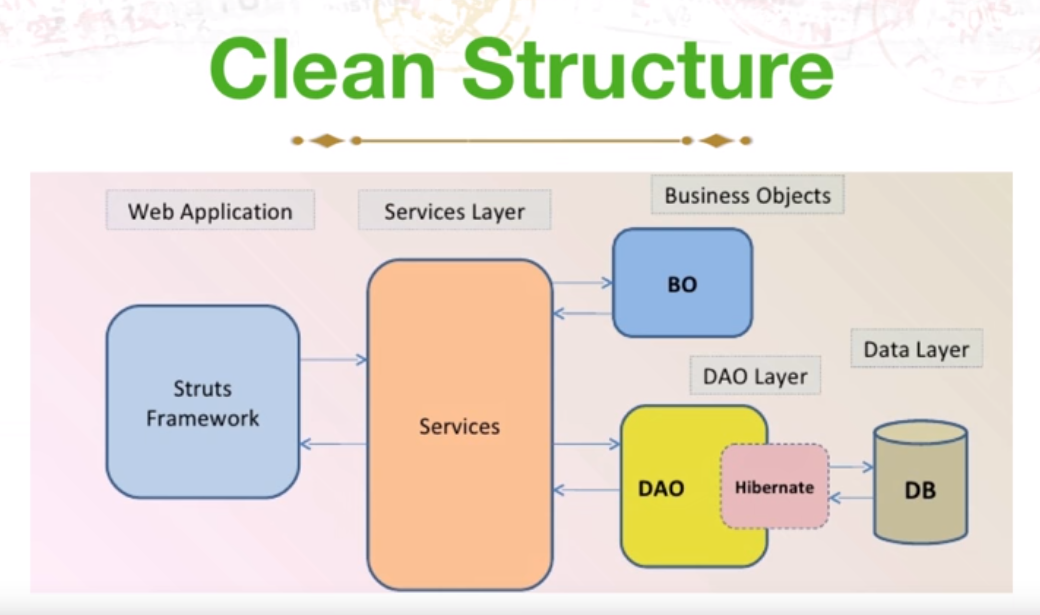 Clean Structure
Web Application
Services Layer
Business Objects
BO
Struts
Framework
Services
DAO Layer
Data Layer
DAO
Hibernate
DB